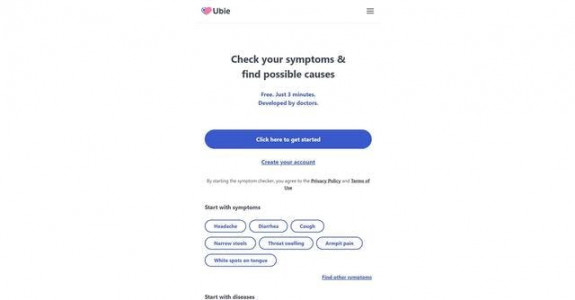 Ubie
Check your symptoms &
find possible causes
Free. Just 3 minutes.
Developed by doctors.
Click here to get started
Create your account
By starting the symptom checker, you agree to the Privacy Policy and Terms of
Use
Start with symptoms
Headache Diarrhea Cough
Narrow stools Throat swelling Armpit pain
White spots on tongue
Find other symptoms
Start with diseases